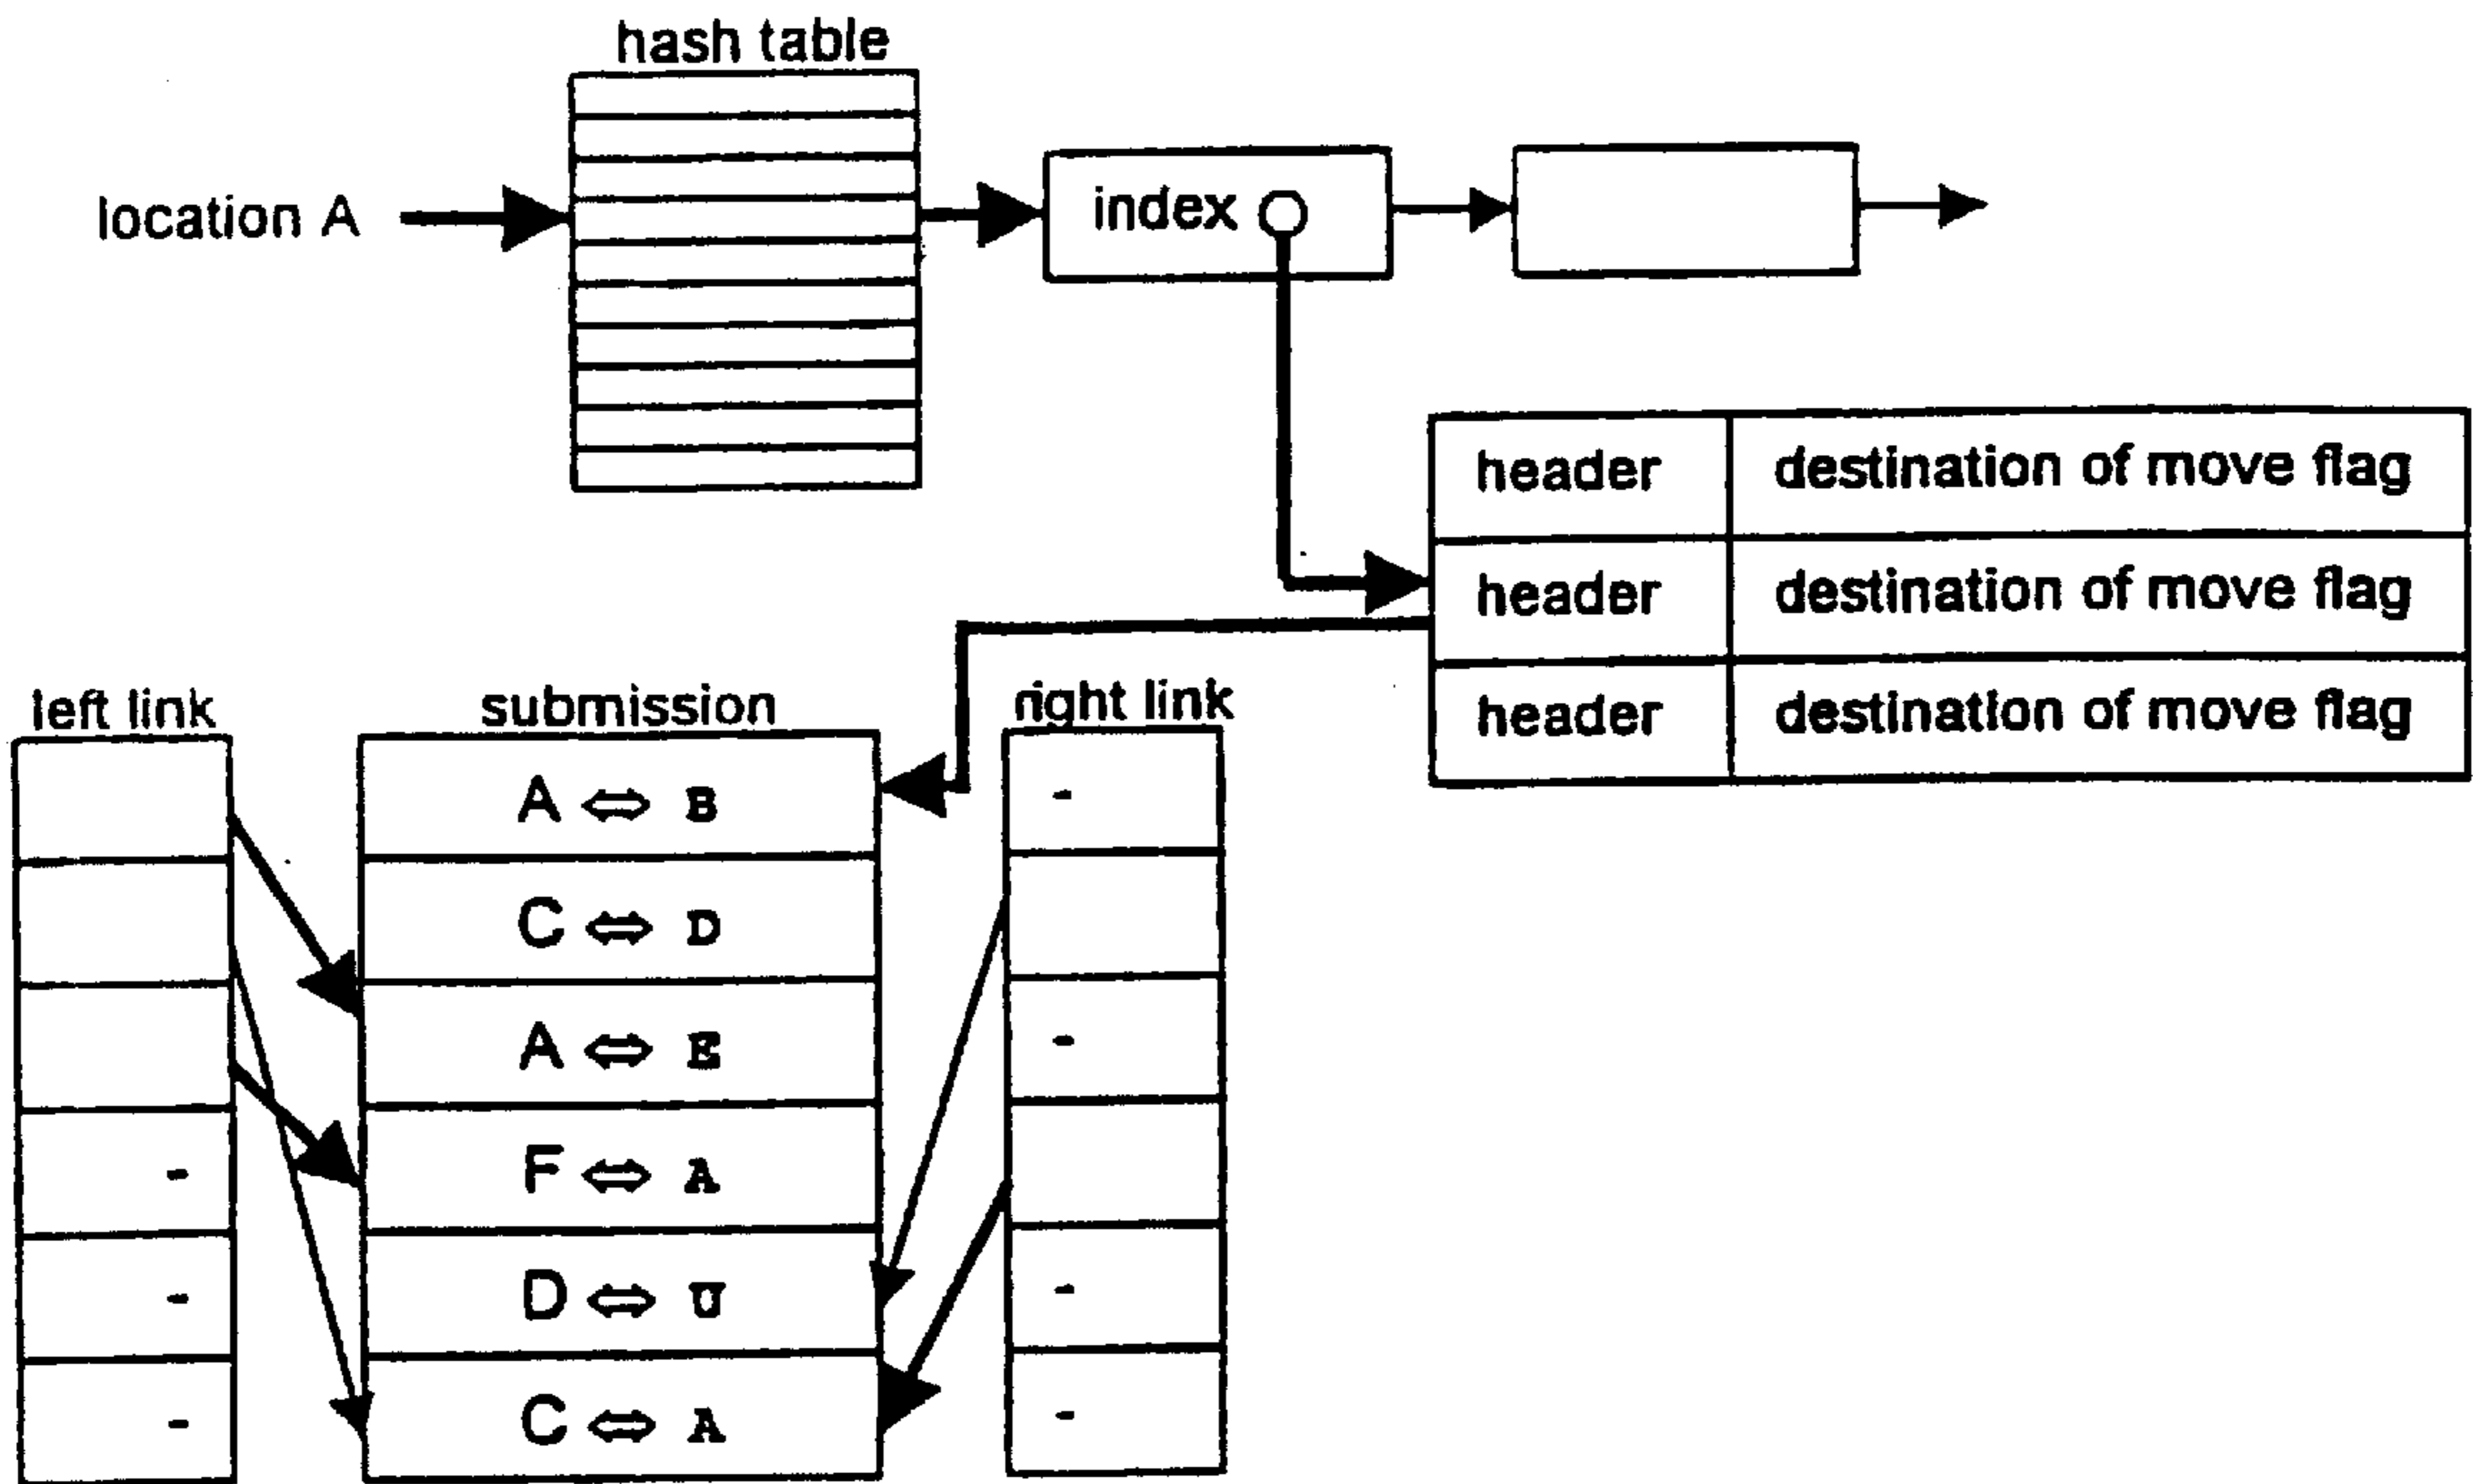 hash table
location A
index
header destination of move flag
header destination of move flag
header destination of move flag
left link
submission
right link
A ⇔ B
-
C ⇔ D
A ⇔ E
-
-
F ⇔ A
-
D ⇔ U
-
-
C ⇔ A
-